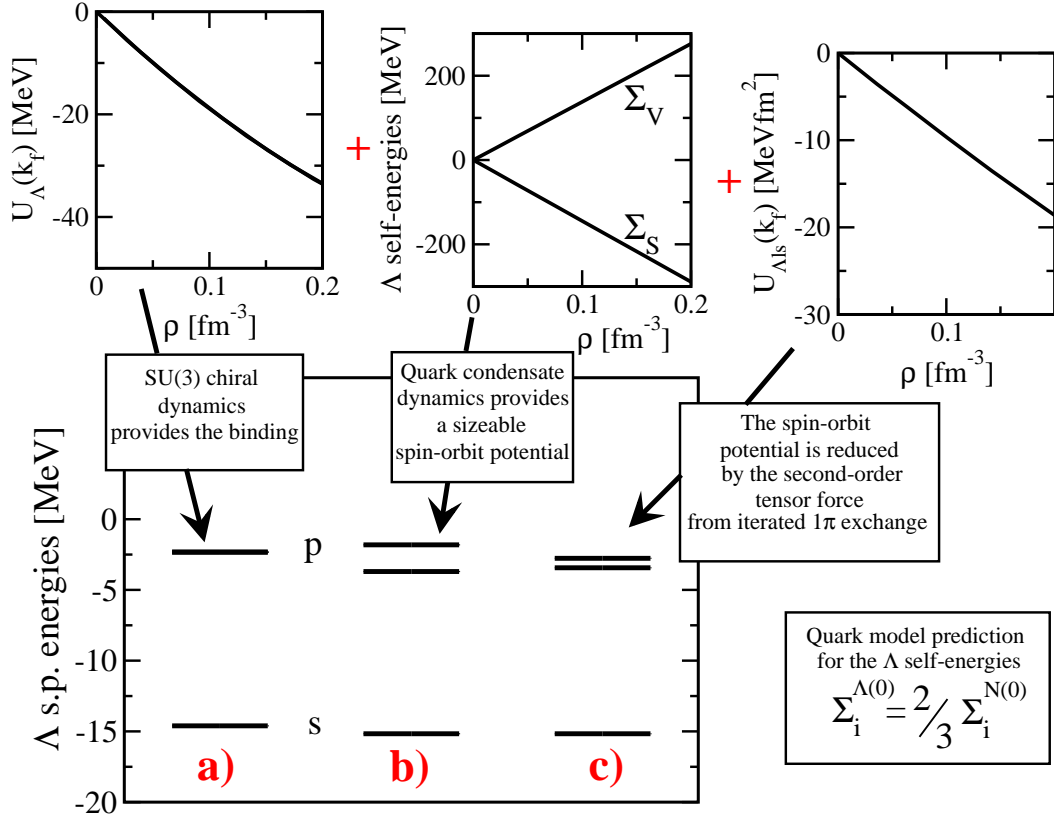 U_Λ(k_f) [MeV]
0
-20
-40
0
0.1
0.2
ρ [fm^-3]
+
Λ self-energies [MeV]
200
0
-200
Σ_V
Σ_S
0
0.1
0.2
ρ [fm^-3]
+
U_Λls(k_f) [MeVfm^2]
0
-10
-20
-30
0
0.1
ρ [fm^-3]
SU(3) chiral
dynamics
provides the binding
Quark condensate
dynamics provides
a sizeable
spin-orbit potential
The spin-orbit
potential is reduced
by the second-order
tensor force
from iterated 1π exchange
Λ s.p. energies [MeV]
0
-5
-10
-15
-20
p
s
a)
b)
c)
Quark model prediction
for the Λ self-energies
Σ_i^Λ(0) = 2/3 Σ_i^N(0)